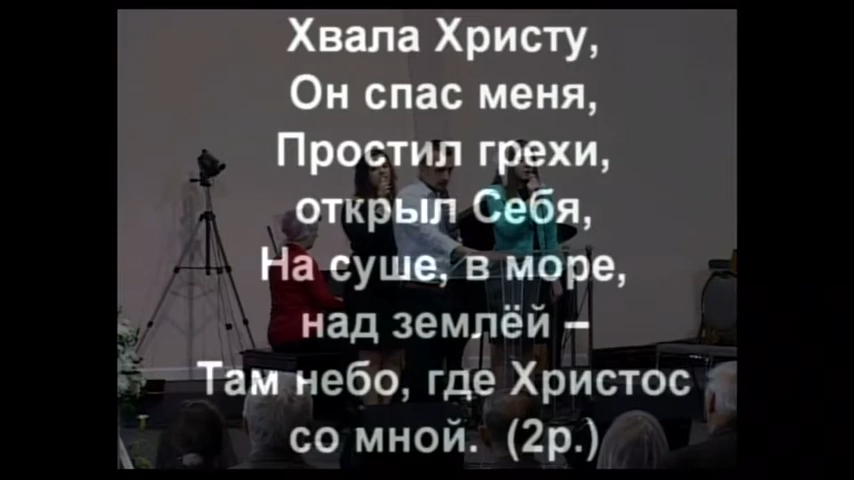 Хвала Христу,
Он спас меня,
Простил грехи,
открыл Себя,
На суше, в море,
над землёй –
Там небо, где Христос
со мной. (2р.)